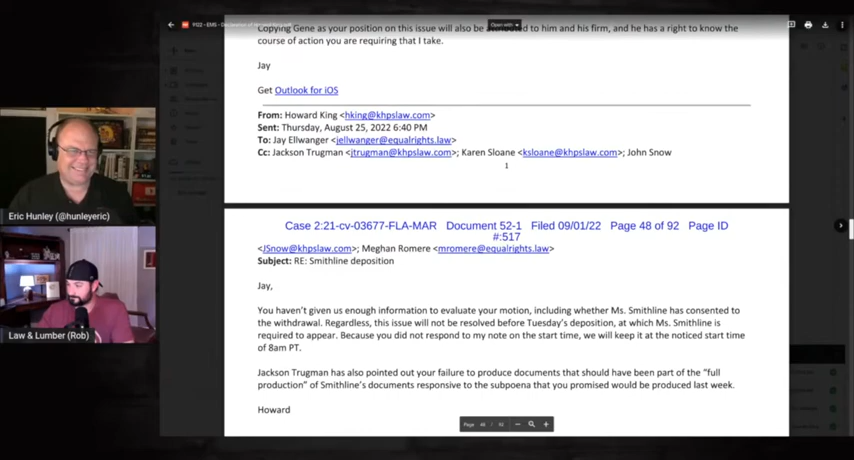 Open with
Copying Gene as your position on this issue will also be to him and his firm, and he has a right to know the
course of action you are requiring that I take.
Jay
Get Outlook for iOS
From: Howard King <hking@khpslaw.com>
Sent: Thursday, August 25, 2022 6:40 PM
To: Jay Ellwanger <jellwanger@equalrights.law>
Cc: Jackson Trugman <jtrugman@khpslaw.com>; Karen Sloane <ksloane@khpslaw.com>; John Snow
1
Case 2:21-cv-03677-FLA-MAR Document 52-1 Filed 09/01/22 Page 48 of 92 Page ID
#:517
<JSnow@khpslaw.com>; Meghan Romere <mromere@equalrights.law>
Subject: RE: Smithline deposition
Jay,
You haven't given us enough information to evaluate your motion, including whether Ms. Smithline has consented to
the withdrawal. Regardless, this issue will not be resolved before Tuesday's deposition, at which Ms. Smithline is
required to appear. Because you did not respond to my note on the start time, we will keep it at the noticed start time
of 8am PT.
Jackson Trugman has also pointed out your failure to produce documents that should have been part of the "full
production" of Smithline's documents responsive to the subpoena that you promised would be produced last week.
Howard
Page 48 / 92
Eric Hunley (@hunleyeric)
Law & Lumber (Rob)